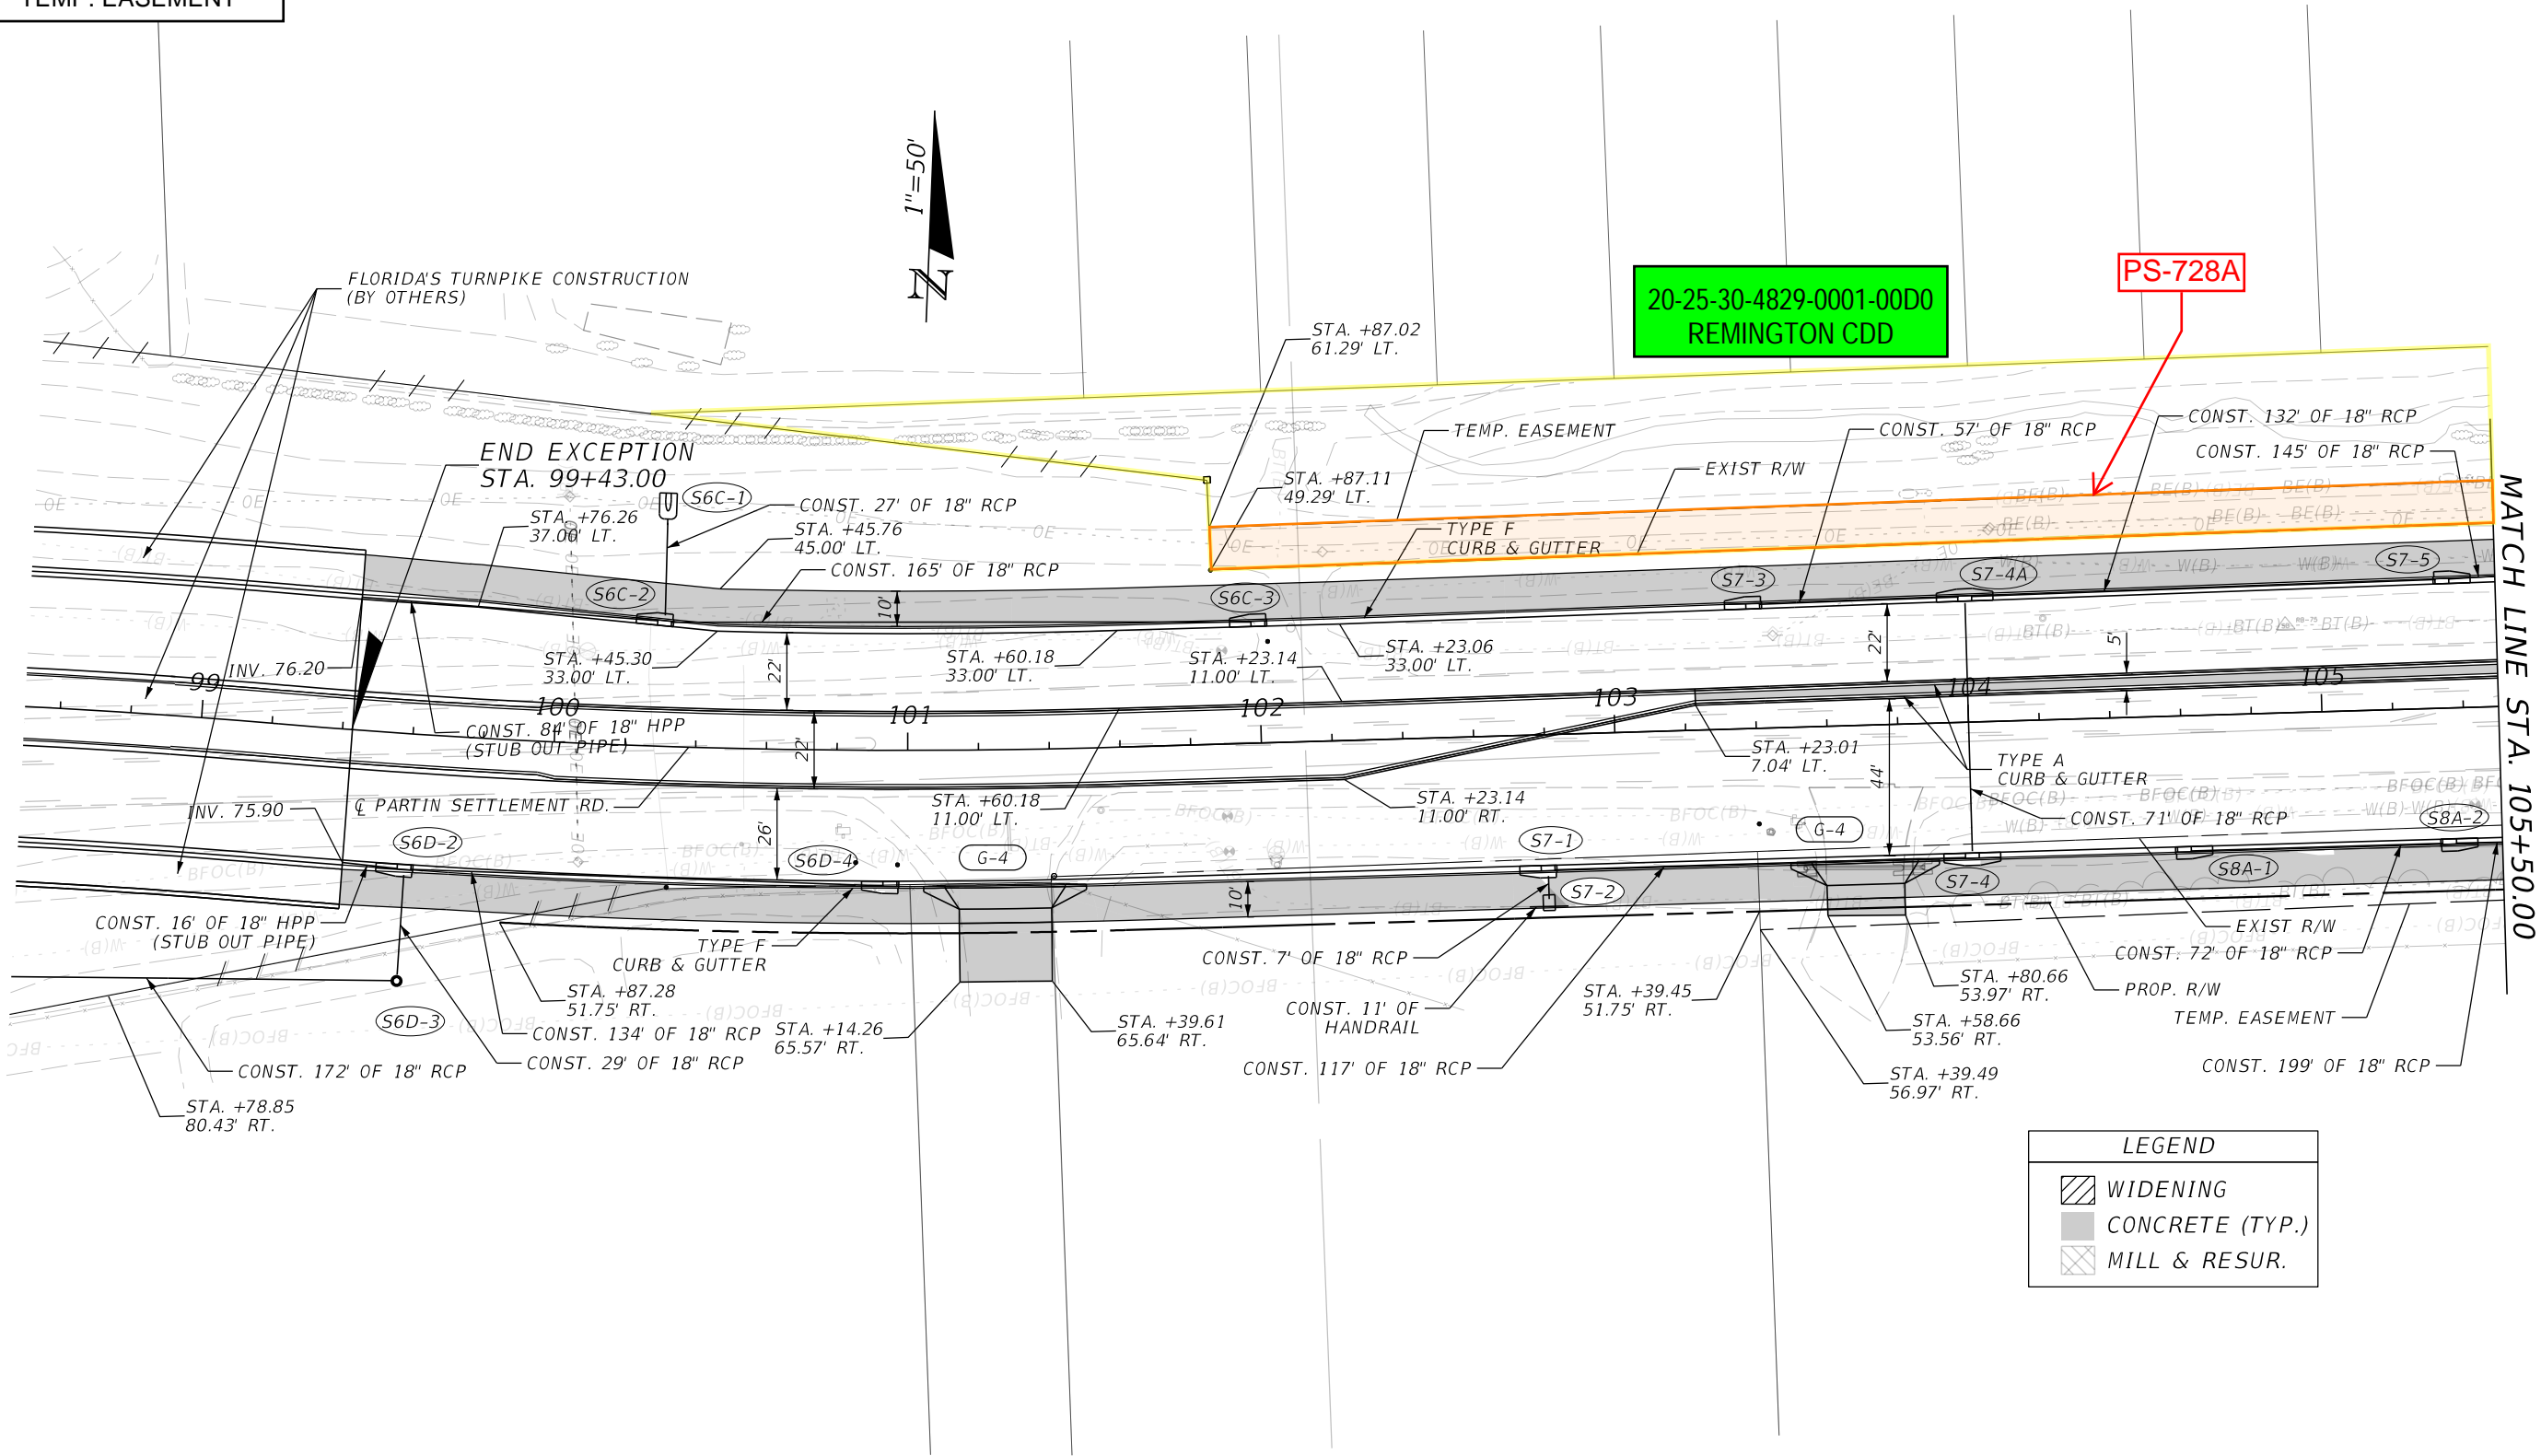 TEMP. EASEMENT
1"=50'
N
FLORIDA'S TURNPIKE CONSTRUCTION
(BY OTHERS)
20-25-30-4829-0001-00D0
REMINGTON CDD
PS-728A
STA. +87.02
61.29' LT.
TEMP. EASEMENT
CONST. 57' OF 18" RCP
CONST. 132' OF 18" RCP
CONST. 145' OF 18" RCP
EXIST R/W
END EXCEPTION
STA. 99+43.00
S6C-1
CONST. 27' OF 18" RCP
STA. +87.11
49.29' LT.
STA. +76.26
37.00' LT.
STA. +45.76
45.00' LT.
TYPE F
CURB & GUTTER
CONST. 165' OF 18" RCP
S6C-2
10'
S6C-3
S7-3
S7-4A
S7-5
MATCH LINE STA. 105+50.00
INV. 76.20
STA. +45.30
33.00' LT.
22'
STA. +60.18
33.00' LT.
STA. +23.14
11.00' LT.
STA. +23.06
33.00' LT.
22'
5'
99
100
101
102
103
104
105
CONST. 84' OF 18" HPP
(STUB OUT PIPE)
22'
STA. +23.01
7.04' LT.
44'
TYPE A
CURB & GUTTER
INV. 75.90
℄ PARTIN SETTLEMENT RD.
26'
STA. +60.18
11.00' LT.
STA. +23.14
11.00' RT.
CONST. 71' OF 18" RCP
S6D-2
S6D-4
G-4
S7-1
G-4
S8A-2
S7-2
S7-4
S8A-1
10'
CONST. 16' OF 18" HPP
(STUB OUT PIPE)
TYPE F
CURB & GUTTER
CONST. 7' OF 18" RCP
EXIST R/W
CONST. 72' OF 18" RCP
STA. +87.28
51.75' RT.
STA. +39.45
51.75' RT.
STA. +80.66
53.97' RT.
PROP. R/W
S6D-3
CONST. 134' OF 18" RCP
STA. +14.26
65.57' RT.
STA. +39.61
65.64' RT.
CONST. 11' OF
HANDRAIL
STA. +58.66
53.56' RT.
TEMP. EASEMENT
CONST. 172' OF 18" RCP
CONST. 29' OF 18" RCP
CONST. 117' OF 18" RCP
STA. +39.49
56.97' RT.
CONST. 199' OF 18" RCP
STA. +78.85
80.43' RT.
LEGEND
WIDENING
CONCRETE (TYP.)
MILL & RESUR.